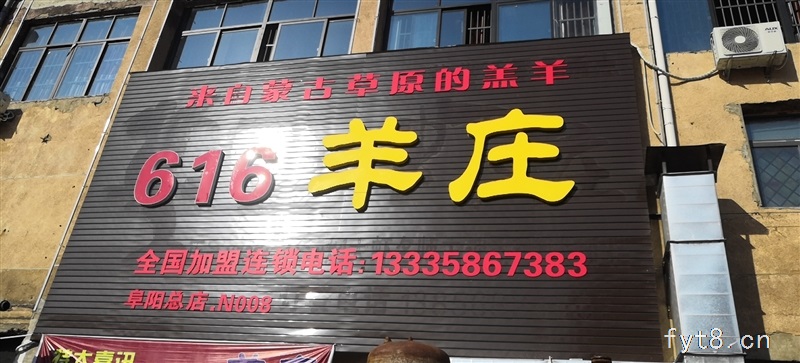 来自蒙古草原的羔羊
616 羊庄
全国加盟连锁电话:13335867383
阜阳总店.N008
AUX
fyt8.cn